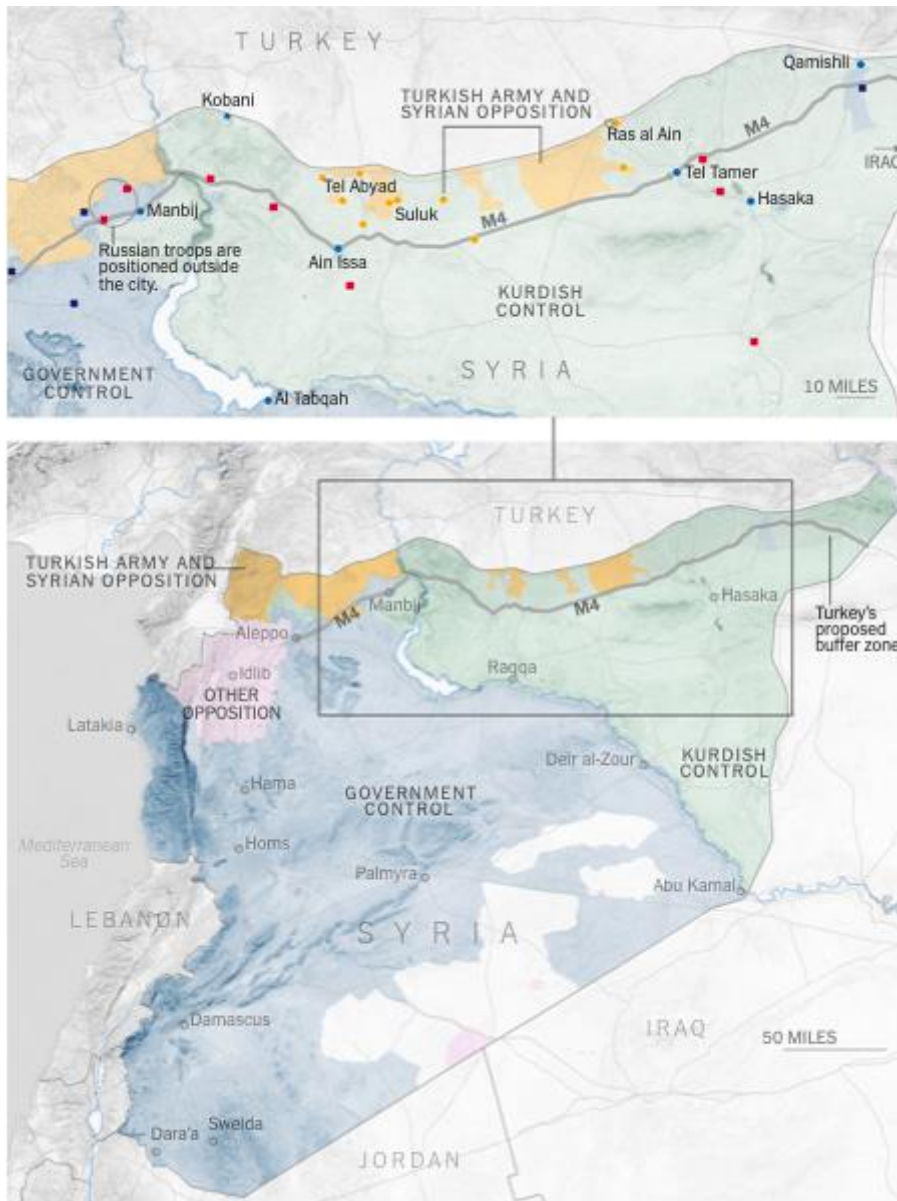 TURKEY
Qamishli
Kobani
TURKISH ARMY AND
SYRIAN OPPOSITION
Ras al Ain
M4
IRAQ
Tel Abyad
Tel Tamer
Suluk
Hasaka
Manbij
M4
Russian troops are
positioned outside
the city.
Ain Issa
KURDISH
CONTROL
GOVERNMENT
CONTROL
SYRIA
10 MILES
Al Tabqah
TURKEY
TURKISH ARMY AND
SYRIAN OPPOSITION
Manbij
M4
M4
Hasaka
Turkey's
proposed
buffer zone
Aleppo
Idlib
Raqqa
OTHER
OPPOSITION
Latakia
Deir al-Zour
KURDISH
CONTROL
Hama
GOVERNMENT
CONTROL
Mediterranean
Sea
Homs
Palmyra
Abu Kamal
LEBANON
SYRIA
Damascus
IRAQ
50 MILES
Sweida
Dara'a
JORDAN